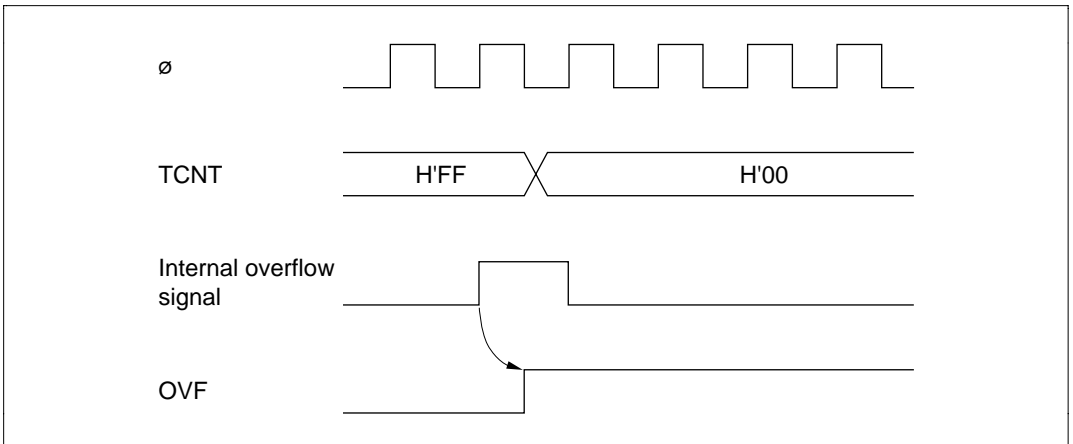 ø
TCNT
H'FF
H'00
Internal overflow
signal
OVF